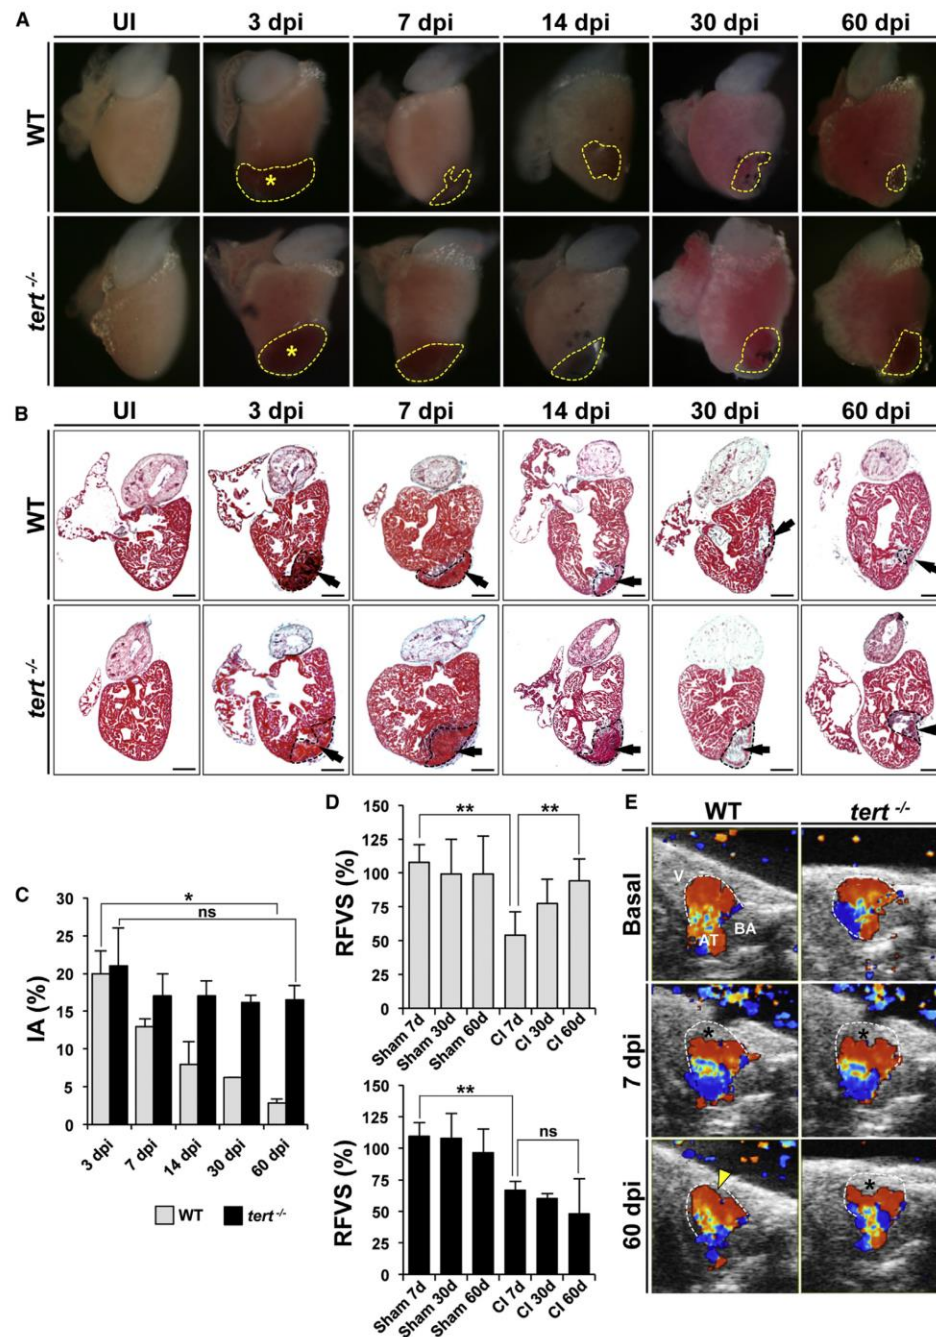 A
UI 3 dpi 7 dpi 14 dpi 30 dpi 60 dpi
WT
*
tert -/-
*
B
UI 3 dpi 7 dpi 14 dpi 30 dpi 60 dpi
WT
tert -/-
C
IA (%)
30
25
20
15
10
5
0
*
ns
3 dpi 7 dpi 14 dpi 30 dpi 60 dpi
WT tert -/-
D
RFVS (%)
150
125
100
75
50
25
0
** **
Sham 7d Sham 30d Sham 60d CI 7d CI 30d CI 60d
RFVS (%)
150
125
100
75
50
25
0
** ns
Sham 7d Sham 30d Sham 60d CI 7d CI 30d CI 60d
E
WT tert -/-
Basal
V
AT
BA
7 dpi
* *
60 dpi
*